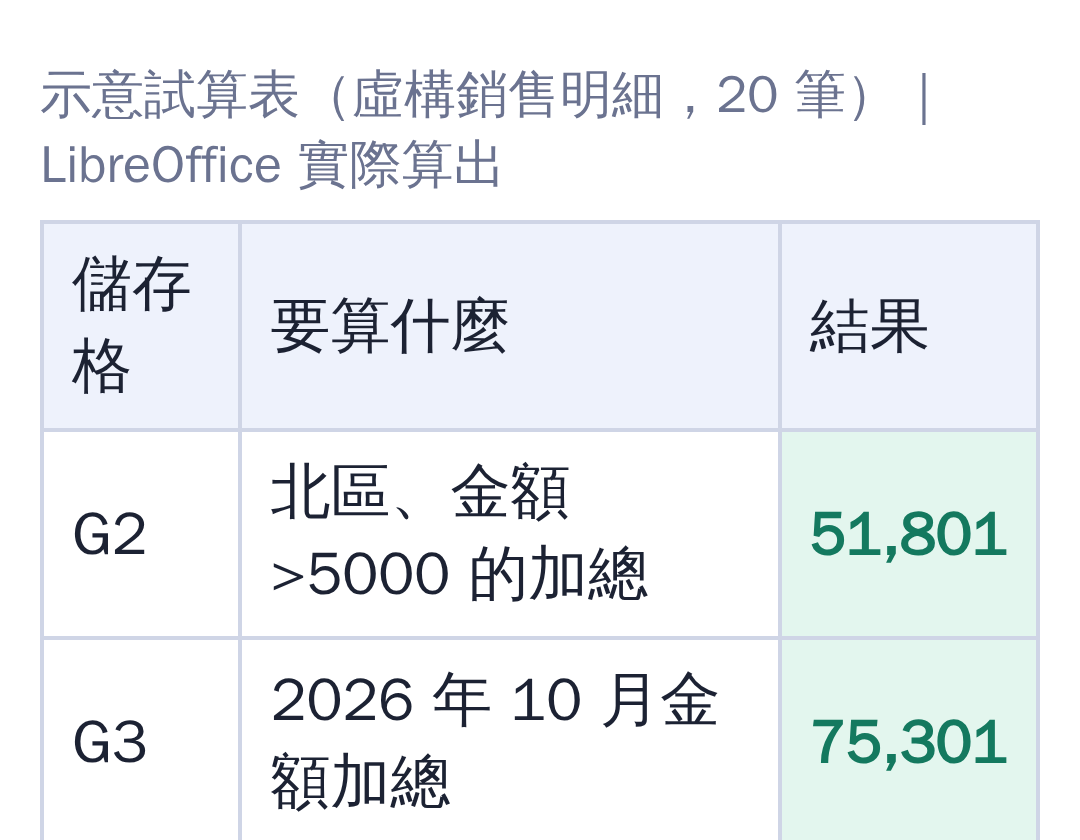 示意試算表（虛構銷售明細，20 筆）｜
LibreOffice 實際算出
儲存
格
要算什麼
結果
G2
北區、金額
>5000 的加總
51,801
G3
2026 年 10 月金
額加總
75,301